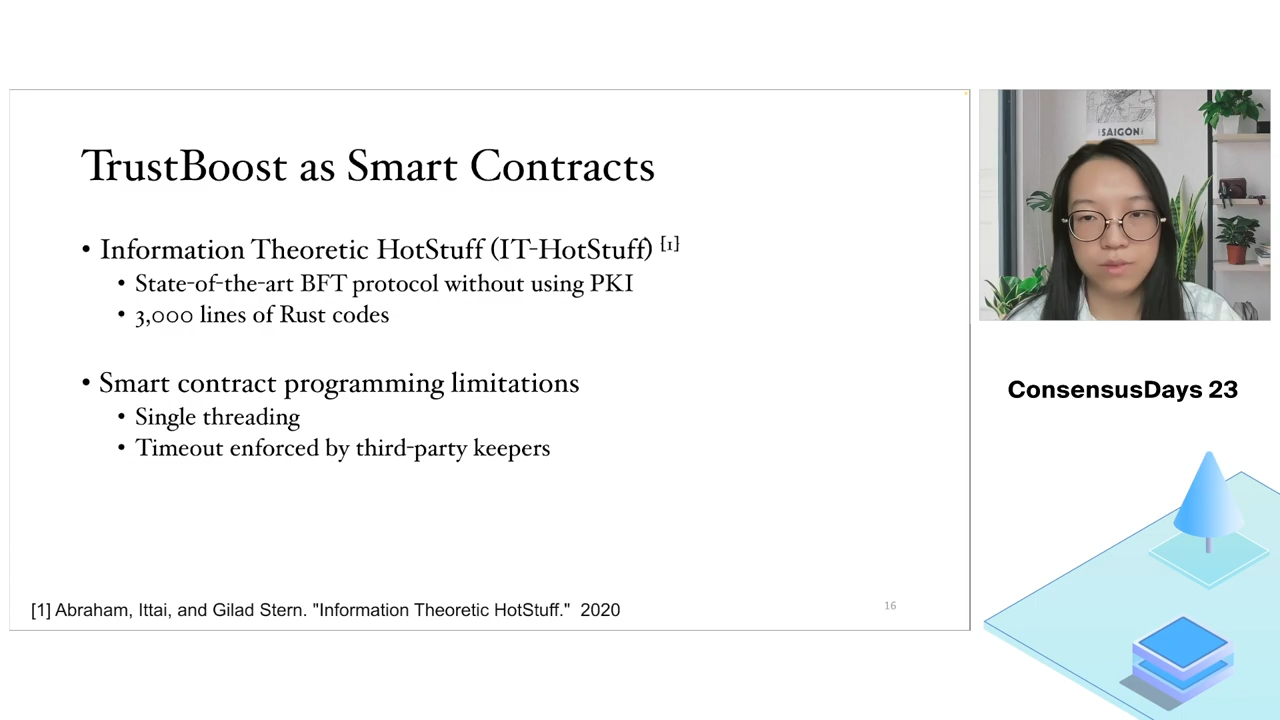 TrustBoost as Smart Contracts
• Information Theoretic HotStuff (IT-HotStuff) [1]
• State-of-the-art BFT protocol without using PKI
• 3,000 lines of Rust codes
• Smart contract programming limitations
• Single threading
• Timeout enforced by third-party keepers
[1] Abraham, Ittai, and Gilad Stern. "Information Theoretic HotStuff." 2020
16
SAIGON
ConsensusDays 23